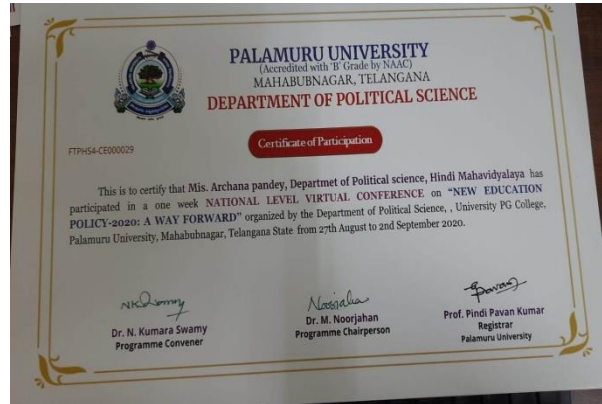 PALAMURU UNIVERSITY
(Accredited with 'B' Grade by NAAC)
MAHABUBNAGAR, TELANGANA
DEPARTMENT OF POLITICAL SCIENCE
FTPHS4-CE000029
Certificate of Participation
This is to certify that Mis. Archana pandey, Departmet of Political science, Hindi Mahavidyalaya has
participated in a one week NATIONAL LEVEL VIRTUAL CONFERENCE on "NEW EDUCATION
POLICY-2020: A WAY FORWARD" organized by the Department of Political Science, , University PG College,
Palamuru University, Mahabubnagar, Telangana State from 27th August to 2nd September 2020.
Noorjahan
Pavan
Dr. N. Kumara Swamy
Programme Convener
Dr. M. Noorjahan
Programme Chairperson
Prof. Pindi Pavan Kumar
Registrar
Palamuru University